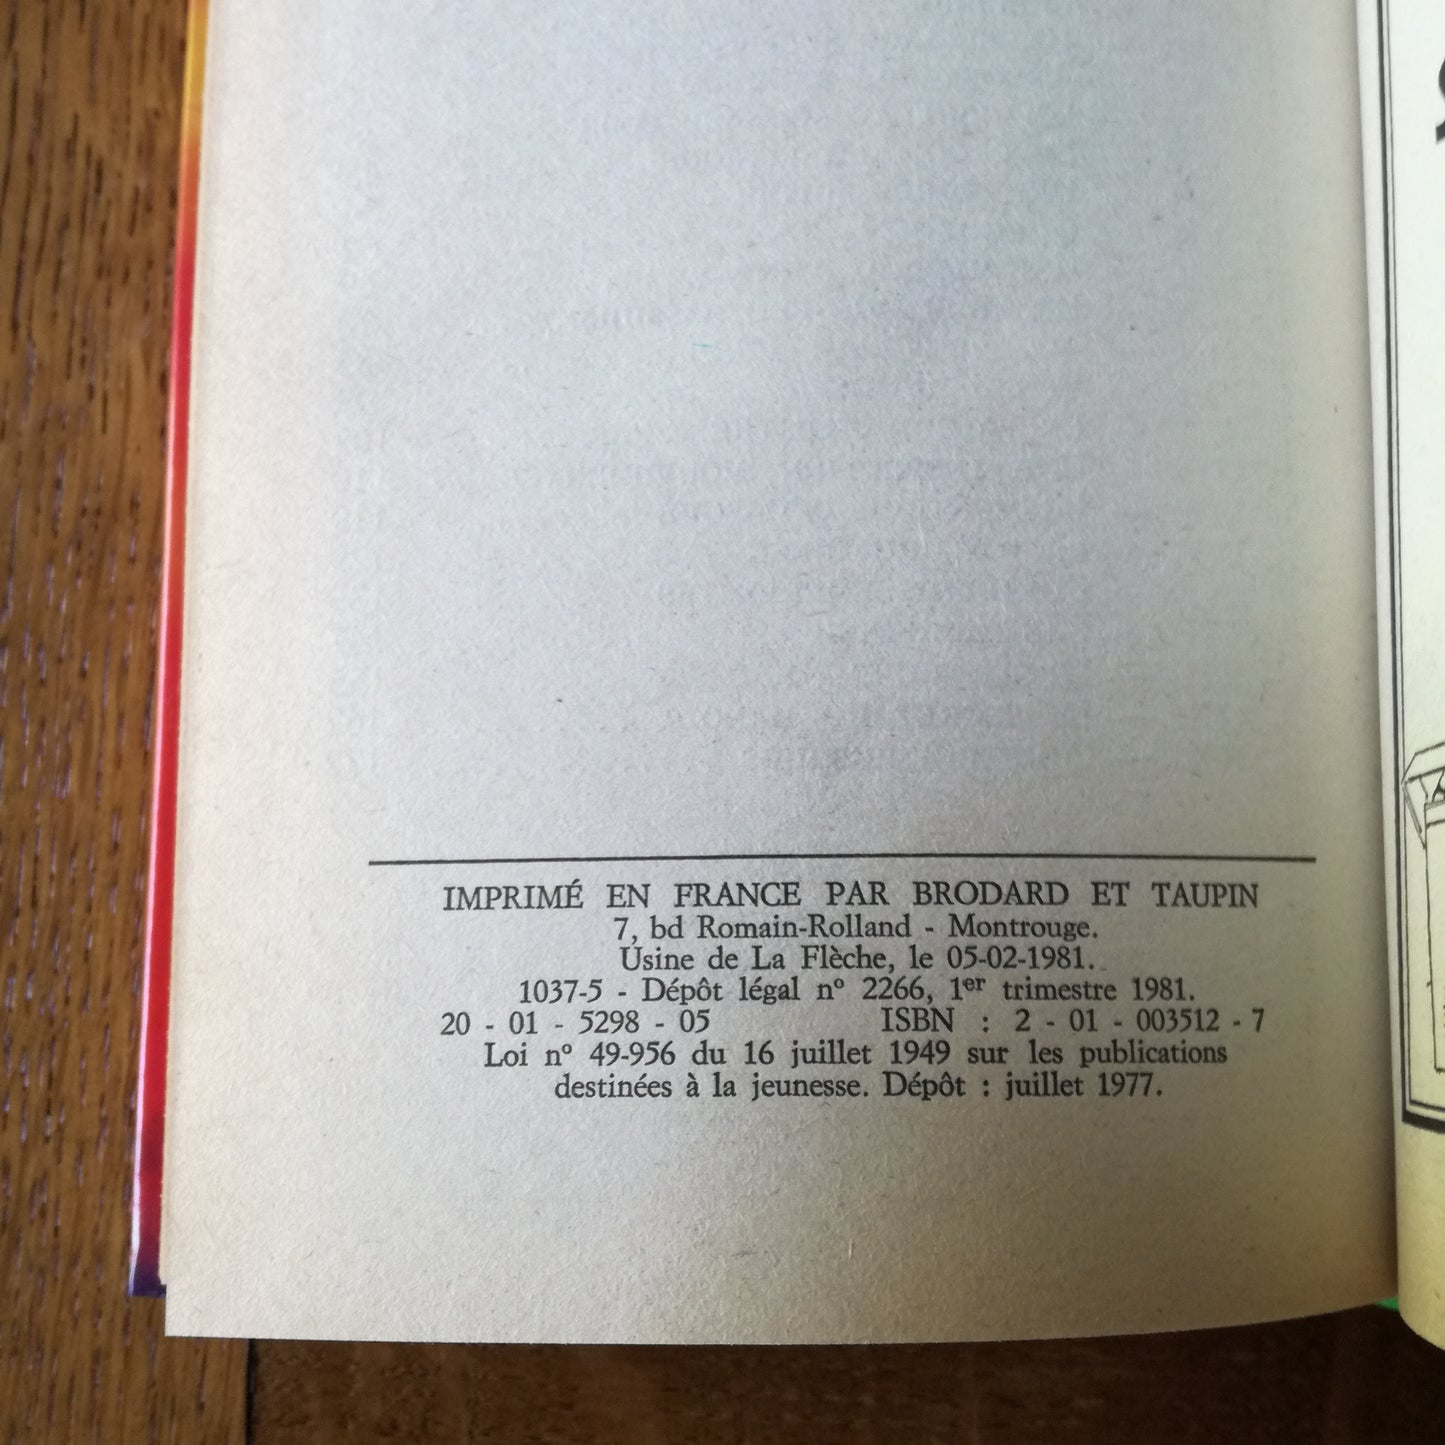 IMPRIMÉ EN FRANCE PAR BRODARD ET TAUPIN
7, bd Romain-Rolland - Montrouge.
Usine de La Flèche, le 05-02-1981.
1037-5 - Dépôt légal nº 2266, 1er trimestre 1981.
20 - 01 - 5298 - 05 ISBN : 2 - 01 - 003512 - 7
Loi nº 49-956 du 16 juillet 1949 sur les publications
destinées à la jeunesse. Dépôt : juillet 1977.